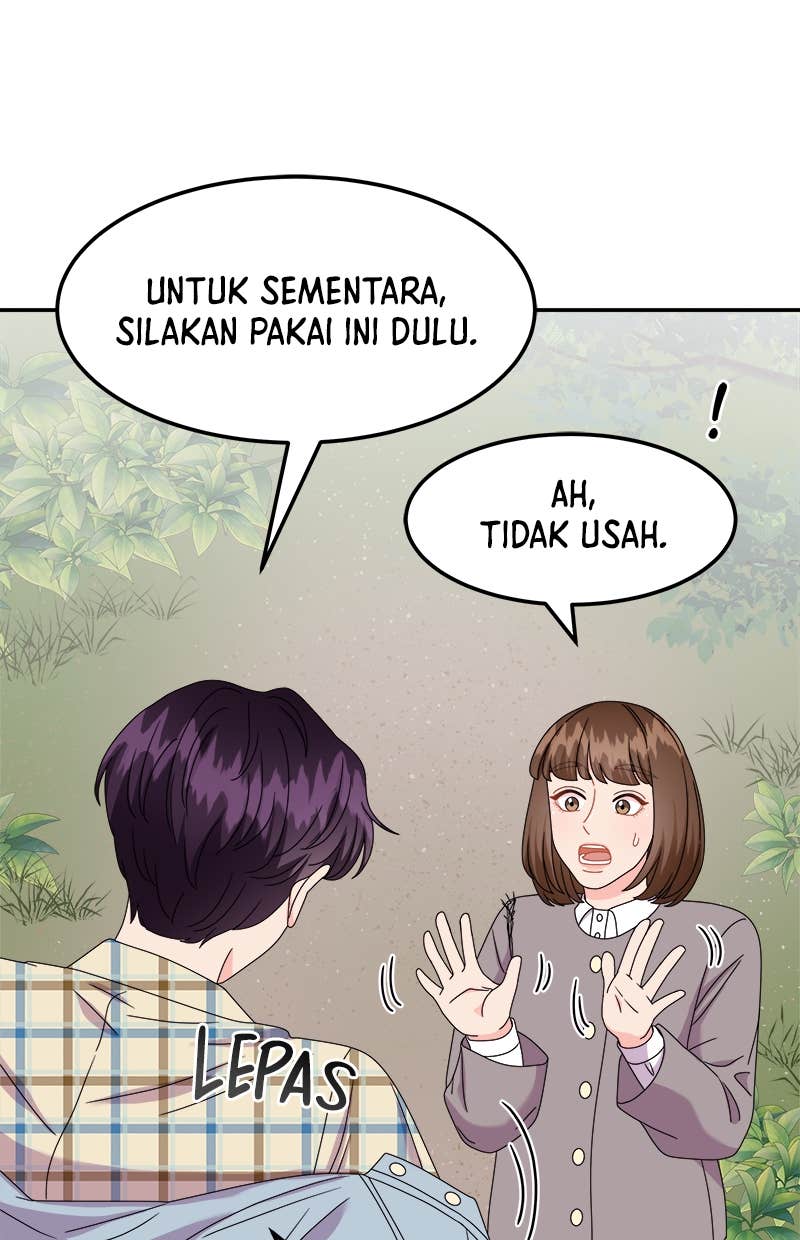 UNTUK SEMENTARA,
SILAKAN PAKAI INI DULU.
!
AH,
TIDAK USAH.
LEPAS